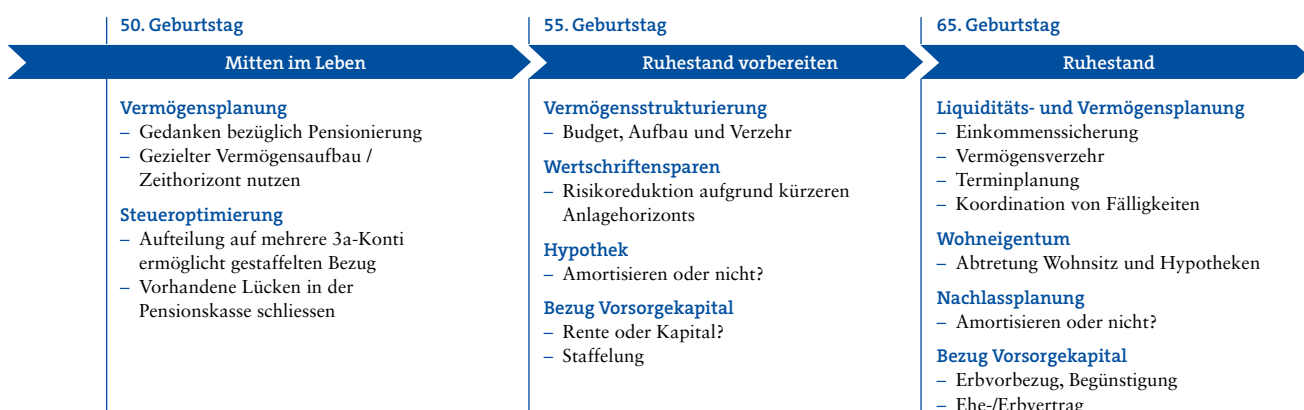 50. Geburtstag
55. Geburtstag
65. Geburtstag
Mitten im Leben
Ruhestand vorbereiten
Ruhestand
Vermögensplanung
– Gedanken bezüglich Pensionierung
– Gezielter Vermögensaufbau /
Zeithorizont nutzen
Steueroptimierung
– Aufteilung auf mehrere 3a-Konti
ermöglicht gestaffelten Bezug
– Vorhandene Lücken in der
Pensionskasse schliessen
Vermögensstrukturierung
– Budget, Aufbau und Verzehr
Wertschriftensparen
– Risikoreduktion aufgrund kürzeren
Anlagehorizonts
Hypothek
– Amortisieren oder nicht?
Bezug Vorsorgekapital
– Rente oder Kapital?
– Staffelung
Liquiditäts- und Vermögensplanung
– Einkommenssicherung
– Vermögensverzehr
– Terminplanung
– Koordination von Fälligkeiten
Wohneigentum
– Abtretung Wohnsitz und Hypotheken
Nachlassplanung
– Amortisieren oder nicht?
Bezug Vorsorgekapital
– Erbvorbezug, Begünstigung
– Ehe-/Erbvertrag